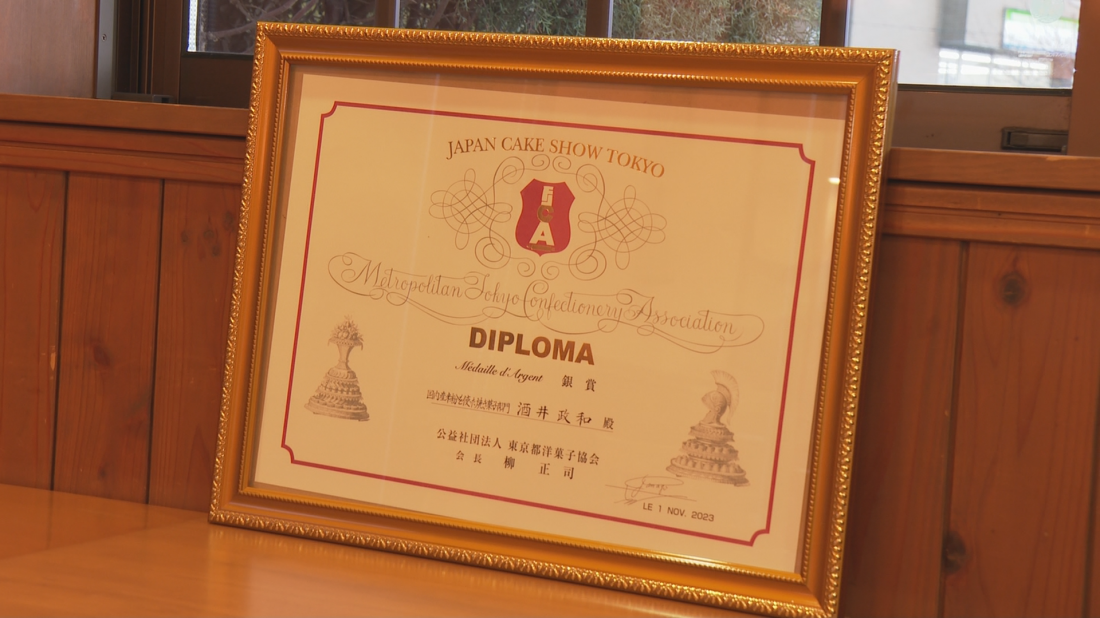 JAPAN CAKE SHOW TOKYO
F
C
A
Metropolitan Tokyo Confectionery Association
DIPLOMA
Médaille d'Argent 銀賞
酒井政和 殿
公益社団法人 東京都洋菓子協会
会長 柳 正司
LE 1 NOV. 2023